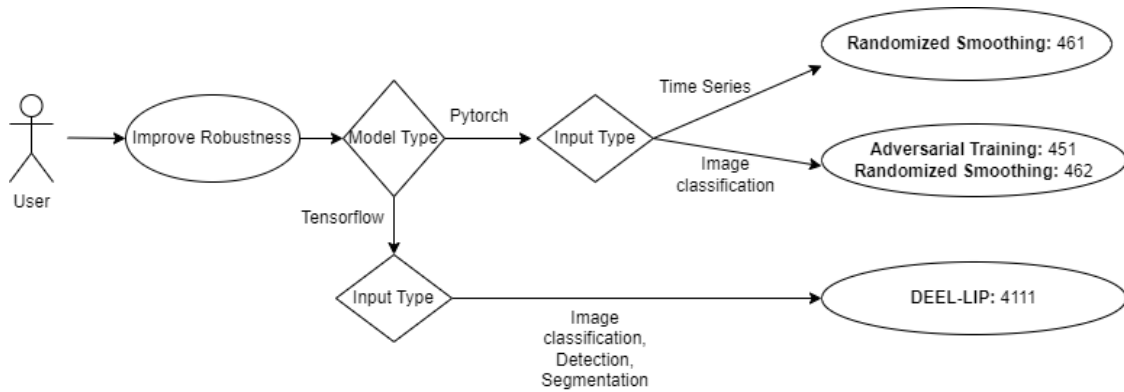 Randomized Smoothing: 461
Time Series
Pytorch
Improve Robustness
Model Type
Input Type
Adversarial Training: 451
Randomized Smoothing: 462
Image
classification
User
Tensorflow
Input Type
DEEL-LIP: 4111
Image
classification,
Detection,
Segmentation